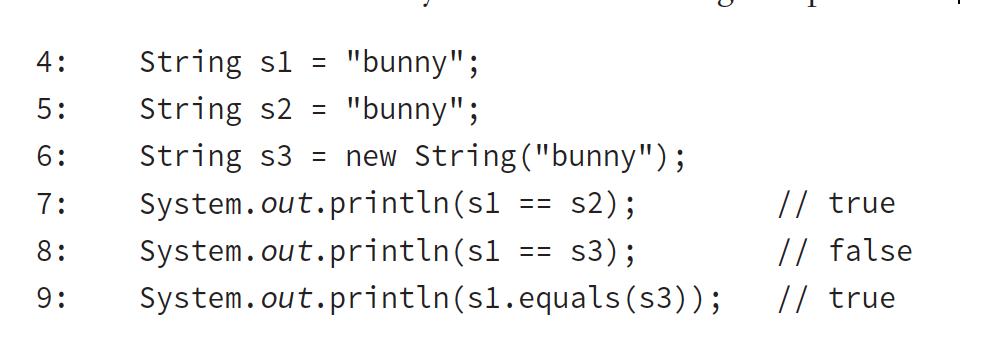 4: String s1 = "bunny";
5: String s2 = "bunny";
6: String s3 = new String("bunny");
7: System.out.println(s1 == s2); // true
8: System.out.println(s1 == s3); // false
9: System.out.println(s1.equals(s3)); // true